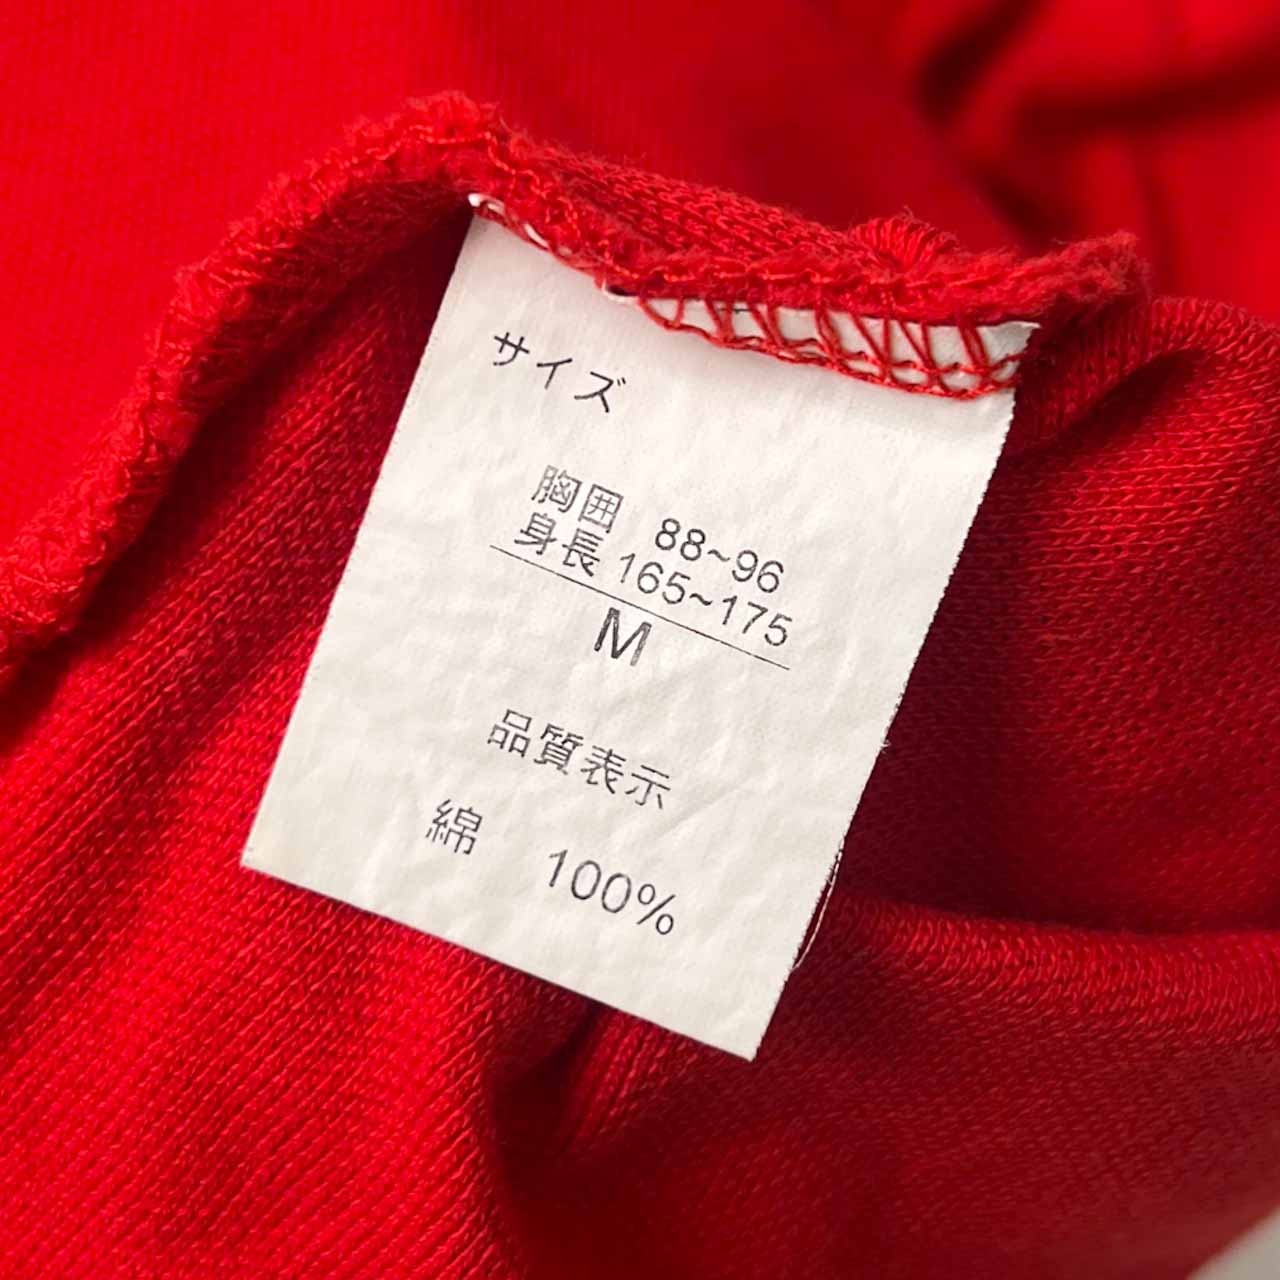 サイズ
胸囲 88~96
身長 165~175
M
品質表示
綿 100%